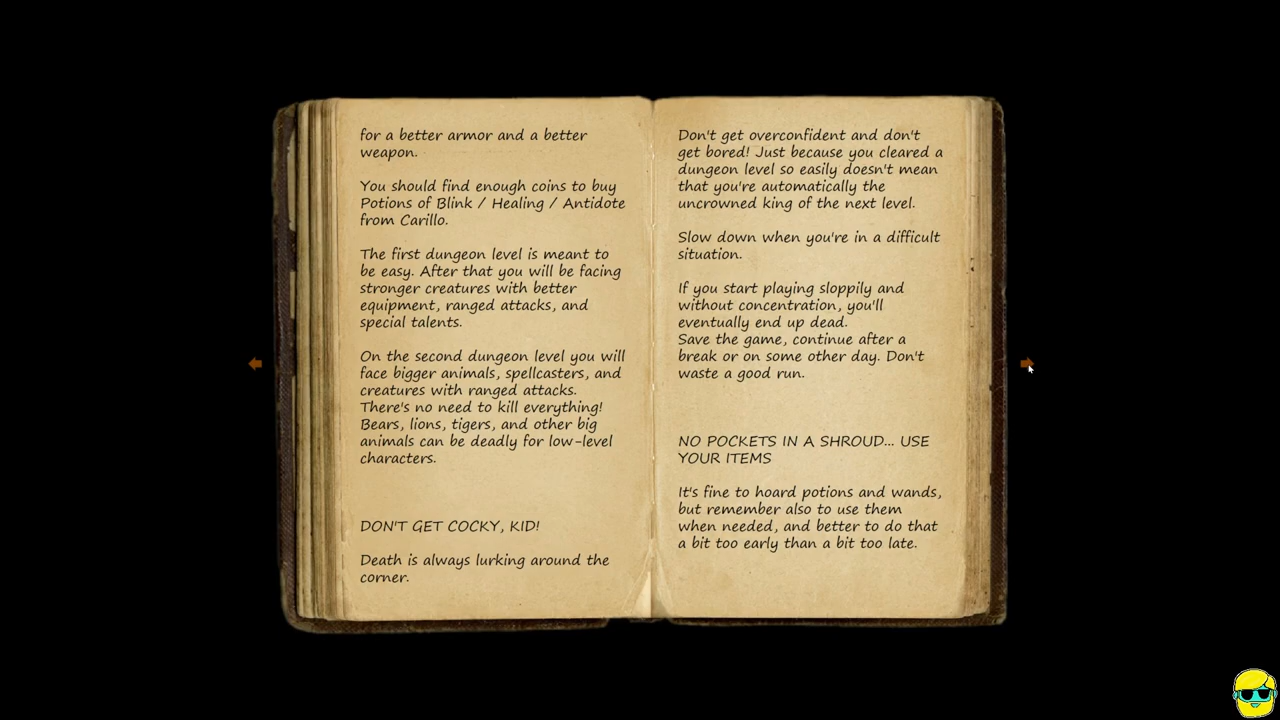 for a better armor and a better
weapon.
You should find enough coins to buy
Potions of Blink / Healing / Antidote
from Carillo.
The first dungeon level is meant to
be easy. After that you will be facing
stronger creatures with better
equipment, ranged attacks, and
special talents.
On the second dungeon level you will
face bigger animals, spellcasters, and
creatures with ranged attacks.
There's no need to kill everything!
Bears, lions, tigers, and other big
animals can be deadly for low-level
characters.
DON'T GET COCKY, KID!
Death is always lurking around the
corner.
Don't get overconfident and don't
get bored! Just because you cleared a
dungeon level so easily doesn't mean
that you're automatically the
uncrowned king of the next level.
Slow down when you're in a difficult
situation.
If you start playing sloppily and
without concentration, you'll
eventually end up dead.
Save the game, continue after a
break or on some other day. Don't
waste a good run.
NO POCKETS IN A SHROUD... USE
YOUR ITEMS
It's fine to hoard potions and wands,
but remember also to use them
when needed, and better to do that
a bit too early than a bit too late.